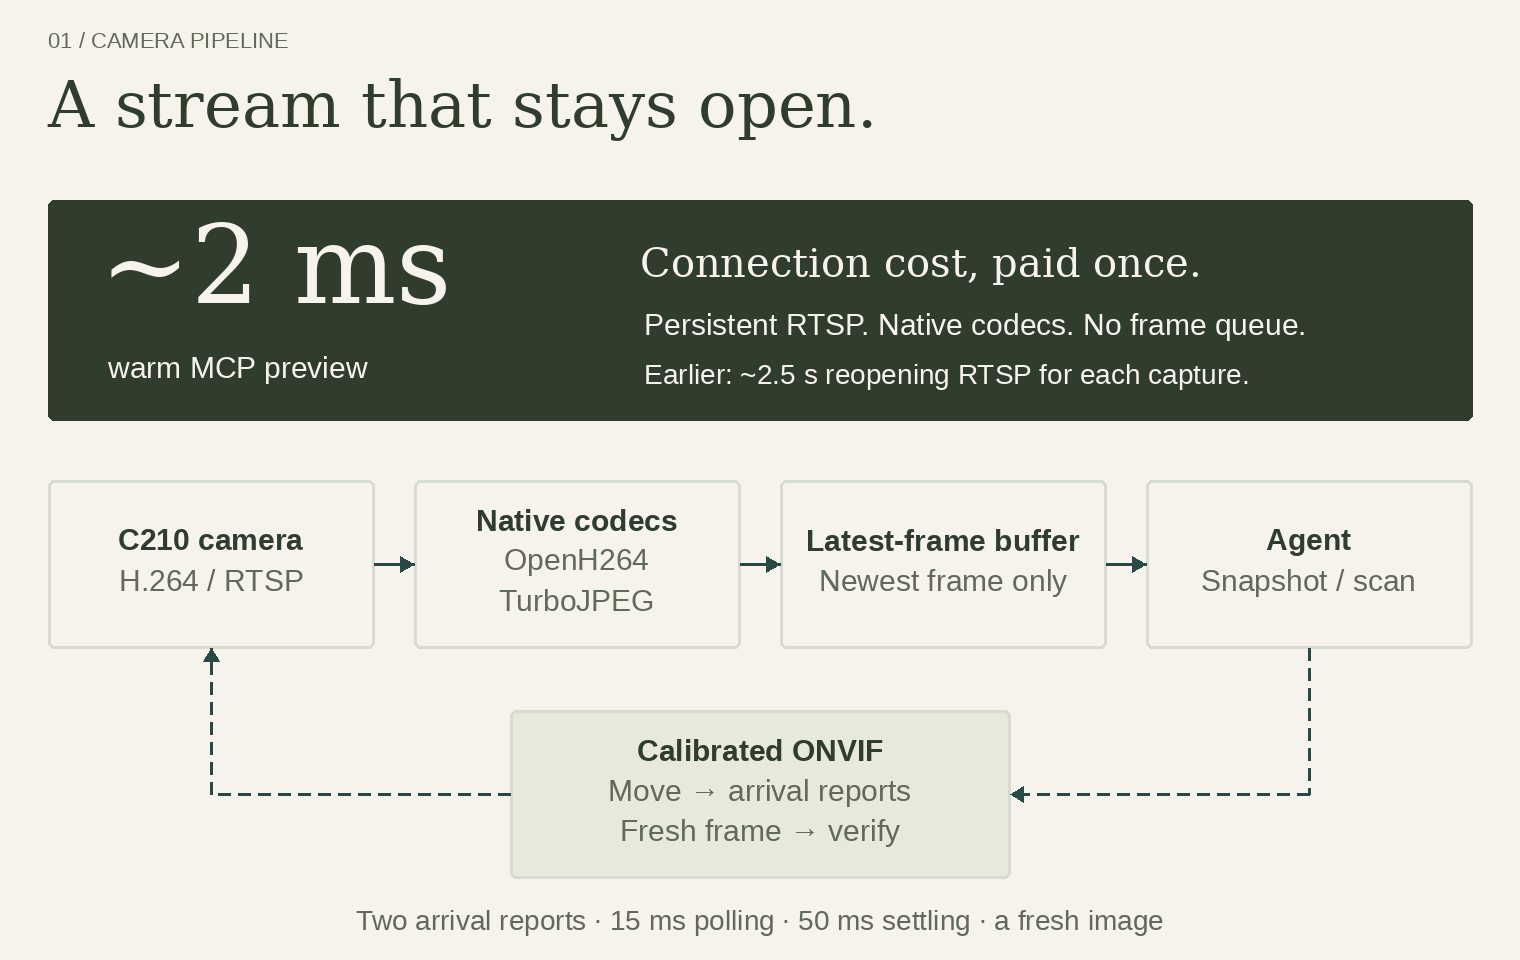 01 / CAMERA PIPELINE
A stream that stays open.
~2 ms
warm MCP preview
Connection cost, paid once.
Persistent RTSP. Native codecs. No frame queue.
Earlier: ~2.5 s reopening RTSP for each capture.
C210 camera
H.264 / RTSP
Native codecs
OpenH264
TurboJPEG
Latest-frame buffer
Newest frame only
Agent
Snapshot / scan
Calibrated ONVIF
Move → arrival reports
Fresh frame → verify
Two arrival reports · 15 ms polling · 50 ms settling · a fresh image